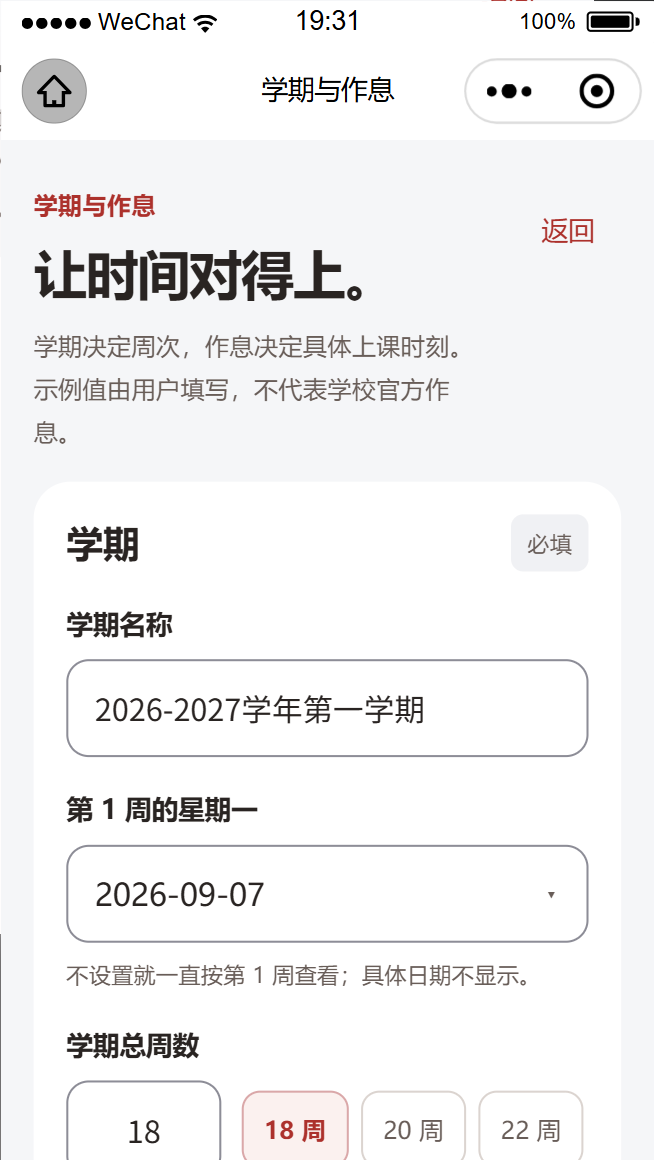 WeChat 19:31 100%
学期与作息
学期与作息
返回
让时间对得上。
学期决定周次，作息决定具体上课时刻。
示例值由用户填写，不代表学校官方作
息。
学期 必填
学期名称
2026-2027学年第一学期
第 1 周的星期一
2026-09-07
不设置就一直按第 1 周查看；具体日期不显示。
学期总周数
18 18 周 20 周 22 周